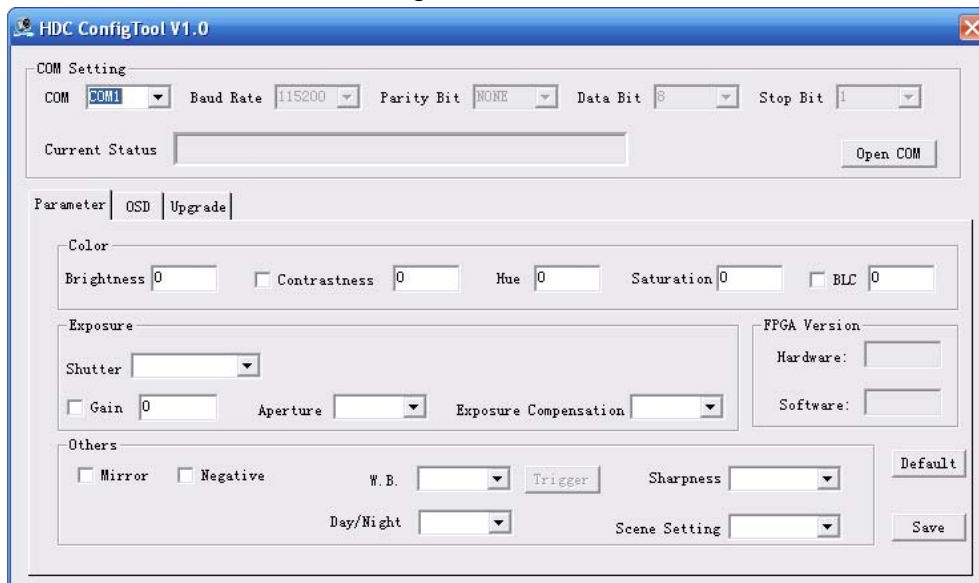 HDC ConfigTool V1.0
COM Setting
COM COM1 Baud Rate 115200 Parity Bit NONE Data Bit 8 Stop Bit 1
Current Status Open COM
Parameter OSD Upgrade
Color
Brightness 0 Contrastness 0 Hue 0 Saturation 0 BLC 0
Exposure FPGA Version
Shutter Hardware:
Gain 0 Aperture Exposure Compensation Software:
Others
Mirror Negative W.B. Trigger Sharpness Default
Day/Night Scene Setting Save